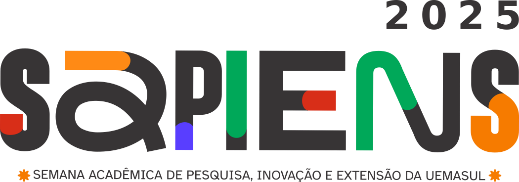 2025
SAPIENS
SEMANA ACADÊMICA DE PESQUISA, INOVAÇÃO E EXTENSÃO DA UEMASUL